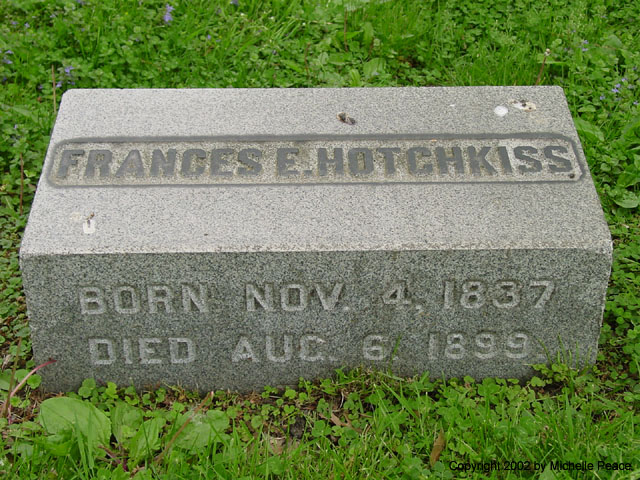 FRANCES E. HOTCHKISS
BORN NOV. 4, 1837
DIED AUG. 6, 1899.
Copyright 2002 by Michelle Peace